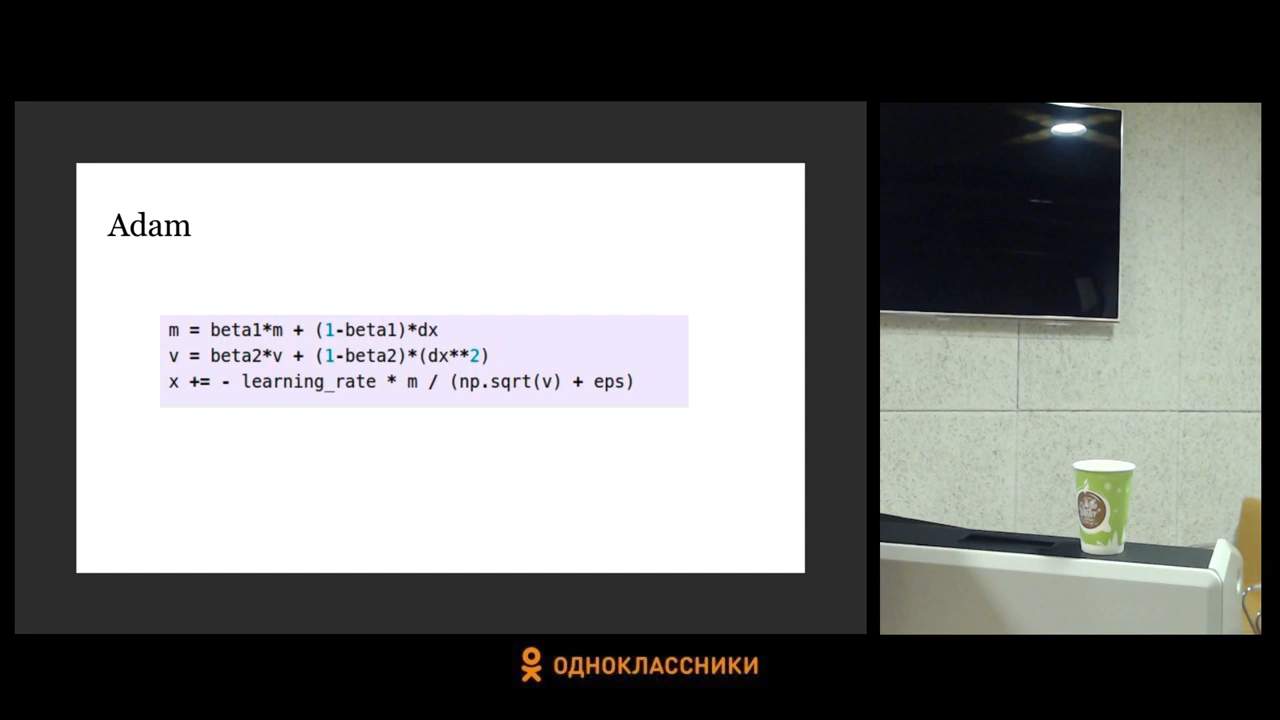 Adam
m = beta1*m + (1-beta1)*dx
v = beta2*v + (1-beta2)*(dx**2)
x += - learning_rate * m / (np.sqrt(v) + eps)
ОДНОКЛАССНИКИ